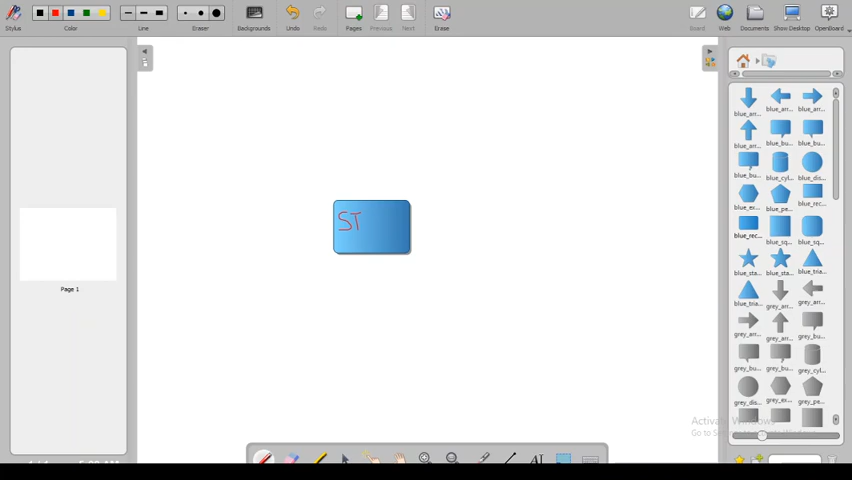 Stylus
Color
Line
Eraser
Backgrounds
Undo
Redo
Pages
Previous
Next
Erase
Board
Web
Documents
Show Desktop
OpenBoard
ST
Page 1
blue_arr...
blue_arr...
blue_arr...
blue_arr...
blue_bu...
blue_bu...
blue_bu...
blue_cyl...
blue_dis...
blue_ex...
blue_pe...
blue_rec...
blue_rec...
blue_sq...
blue_sq...
blue_sta...
blue_sta...
blue_tria...
blue_tria...
grey_arr...
grey_arr...
grey_arr...
grey_arr...
grey_bu...
grey_bu...
grey_bu...
grey_cyl...
grey_dis...
grey_ex...
grey_pe...
Activate Windows